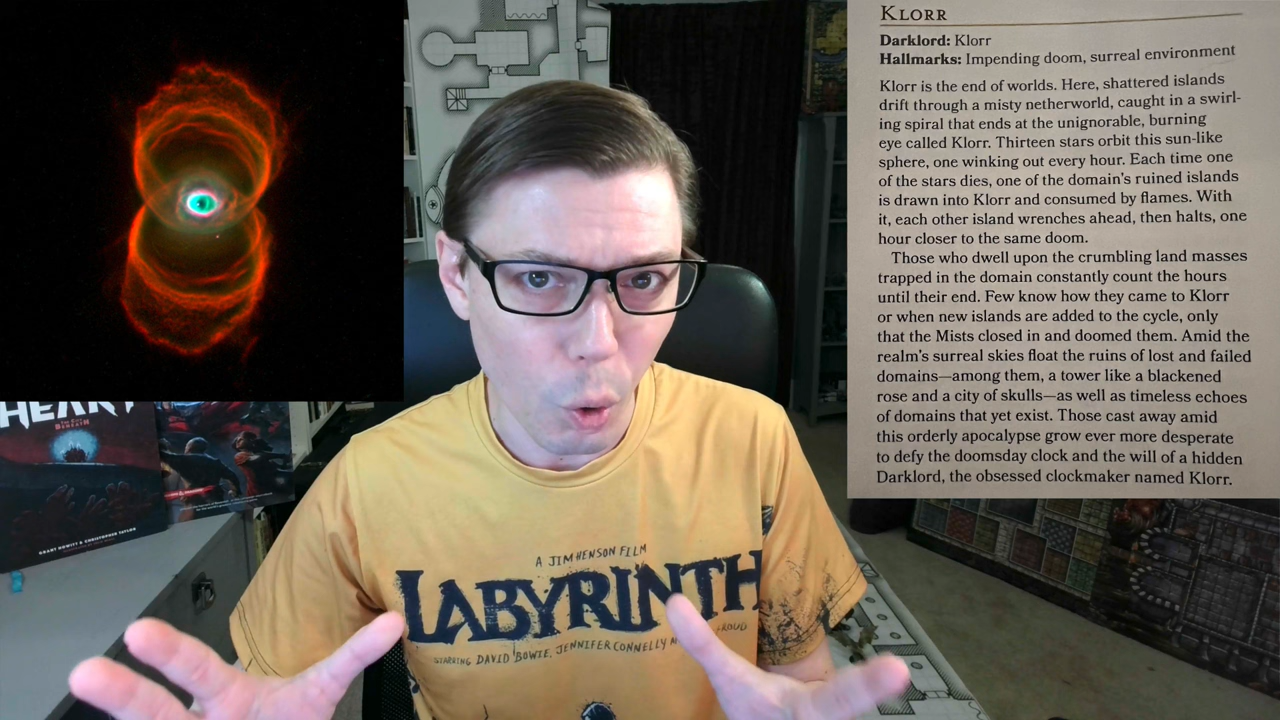 KLORR
Darklord: Klorr
Hallmarks: Impending doom, surreal environment
Klorr is the end of worlds. Here, shattered islands
drift through a misty netherworld, caught in a swirl-
ing spiral that ends at the unignorable, burning
eye called Klorr. Thirteen stars orbit this sun-like
sphere, one winking out every hour. Each time one
of the stars dies, one of the domain's ruined islands
is drawn into Klorr and consumed by flames. With
it, each other island wrenches ahead, then halts, one
hour closer to the same doom.
Those who dwell upon the crumbling land masses
trapped in the domain constantly count the hours
until their end. Few know how they came to Klorr
or when new islands are added to the cycle, only
that the Mists closed in and doomed them. Amid the
realm's surreal skies float the ruins of lost and failed
domains—among them, a tower like a blackened
rose and a city of skulls—as well as timeless echoes
of domains that yet exist. Those cast away amid
this orderly apocalypse grow ever more desperate
to defy the doomsday clock and the will of a hidden
Darklord, the obsessed clockmaker named Klorr.
HEART
THE CITY
BENEATH
GRANT HOWITT & CHRISTOPHER TAYLOR
A JIM HENSON FILM
LABYRINTH
STARRING DAVID BOWIE, JENNIFER CONNELLY